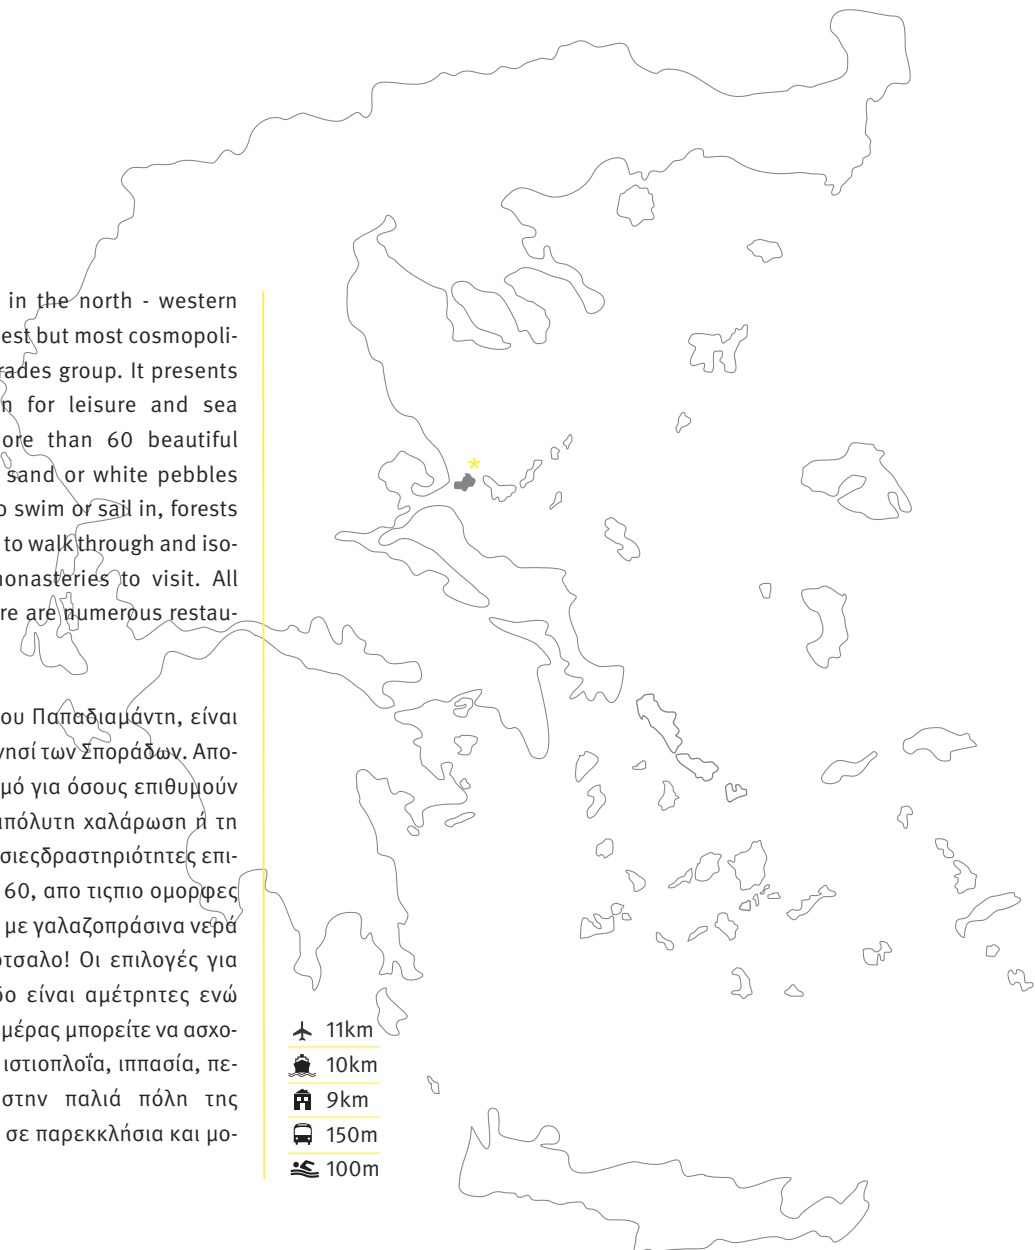 in the north - western
est but most cosmopoli-
rades group. It presents
n for leisure and sea
ore than 60 beautiful
sand or white pebbles
o swim or sail in, forests
to walk through and iso-
monasteries to visit. All
re are numerous restau-
ου Παπαδιαμάντη, είναι
νησί των Σποράδων. Απο-
μό για όσους επιθυμούν
απόλυτη χαλάρωση ή τη
σιεςδραστηριότητες επι-
60, απο τιςπιο ομορφες
με γαλαζοπράσινα νερά
ότσαλο! Οι επιλογές για
δο είναι αμέτρητες ενώ
μέρας μπορείτε να ασχο-
ιστιοπλοΐα, ιππασία, πε-
στην παλιά πόλη της
σε παρεκκλήσια και μο-
11km
10km
9km
150m
100m